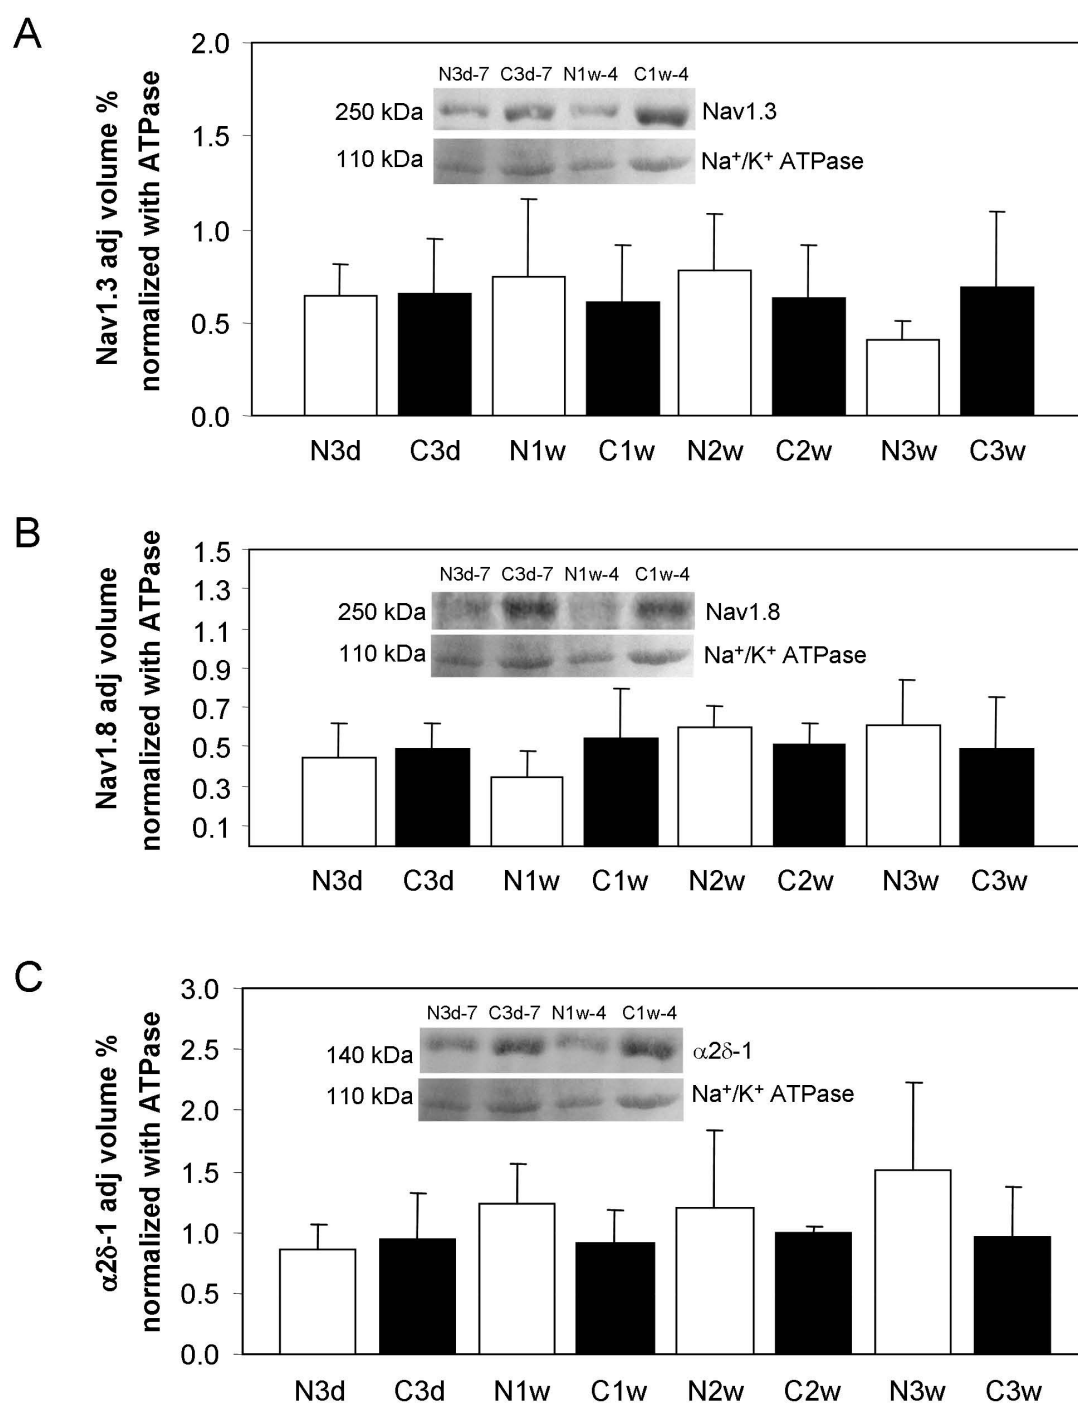 A
Nav1.3 adj volume %
normalized with ATPase
2.0
1.5
1.0
0.5
0.0
N3d-7 C3d-7 N1w-4 C1w-4
250 kDa Nav1.3
110 kDa Na⁺/K⁺ ATPase
N3d C3d N1w C1w N2w C2w N3w C3w
B
Nav1.8 adj volume
normalized with ATPase
1.5
1.3
1.1
0.9
0.7
0.5
0.3
0.1
N3d-7 C3d-7 N1w-4 C1w-4
250 kDa Nav1.8
110 kDa Na⁺/K⁺ ATPase
N3d C3d N1w C1w N2w C2w N3w C3w
C
α2δ-1 adj volume %
normalized with ATPase
3.0
2.5
2.0
1.5
1.0
0.5
0.0
N3d-7 C3d-7 N1w-4 C1w-4
140 kDa α2δ-1
110 kDa Na⁺/K⁺ ATPase
N3d C3d N1w C1w N2w C2w N3w C3w